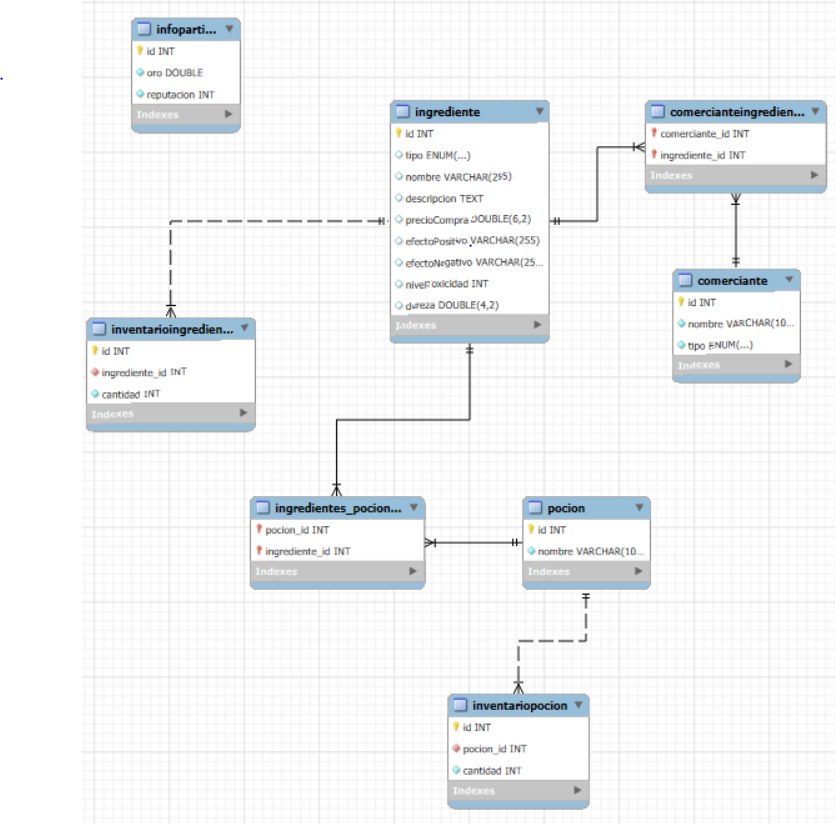 infoparti...
id INT
oro DOUBLE
reputacion INT
Indexes
ingrediente
id INT
tipo ENUM(...)
nombre VARCHAR(255)
descripcion TEXT
precioCompra DOUBLE(6,2)
efectoPositivo VARCHAR(255)
efectoNegativo VARCHAR(25...
nivelToxicidad INT
dureza DOUBLE(4,2)
Indexes
comercianteingredien...
comerciante_id INT
ingrediente_id INT
Indexes
comerciante
id INT
nombre VARCHAR(10...
tipo ENUM(...)
Indexes
inventarioingredien...
id INT
ingrediente_id INT
cantidad INT
Indexes
ingredientes_pocion...
pocion_id INT
ingrediente_id INT
Indexes
pocion
id INT
nombre VARCHAR(10...
Indexes
inventariopocion
id INT
pocion_id INT
cantidad INT
Indexes